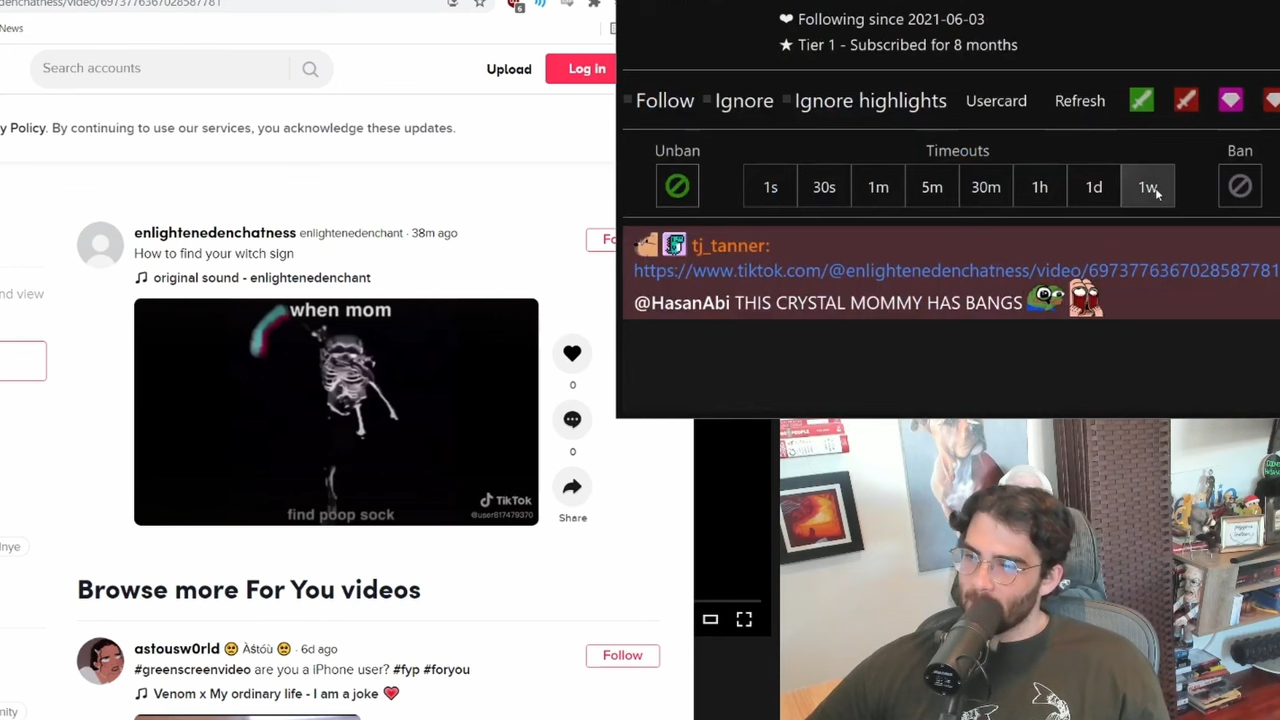 denchatness/video/6973776367028587781
News
Search accounts
Upload
Log in
y Policy. By continuing to use our services, you acknowledge these updates.
nd view
enlightenedenchatness enlightenedenchant · 38m ago
How to find your witch sign
original sound - enlightenedenchant
when mom
find poop sock
TikTok
@user817479370
0
0
Share
nye
Browse more For You videos
astousw0rld Àštóù · 6d ago
#greenscreenvideo are you a iPhone user? #fyp #foryou
Venom x My ordinary life - I am a joke
Follow
nity
Following since 2021-06-03
Tier 1 - Subscribed for 8 months
Follow
Ignore
Ignore highlights
Usercard
Refresh
Unban
Timeouts
Ban
1s
30s
1m
5m
30m
1h
1d
1w
tj_tanner:
https://www.tiktok.com/@enlightenedenchatness/video/6973776367028587781
@HasanAbi THIS CRYSTAL MOMMY HAS BANGS